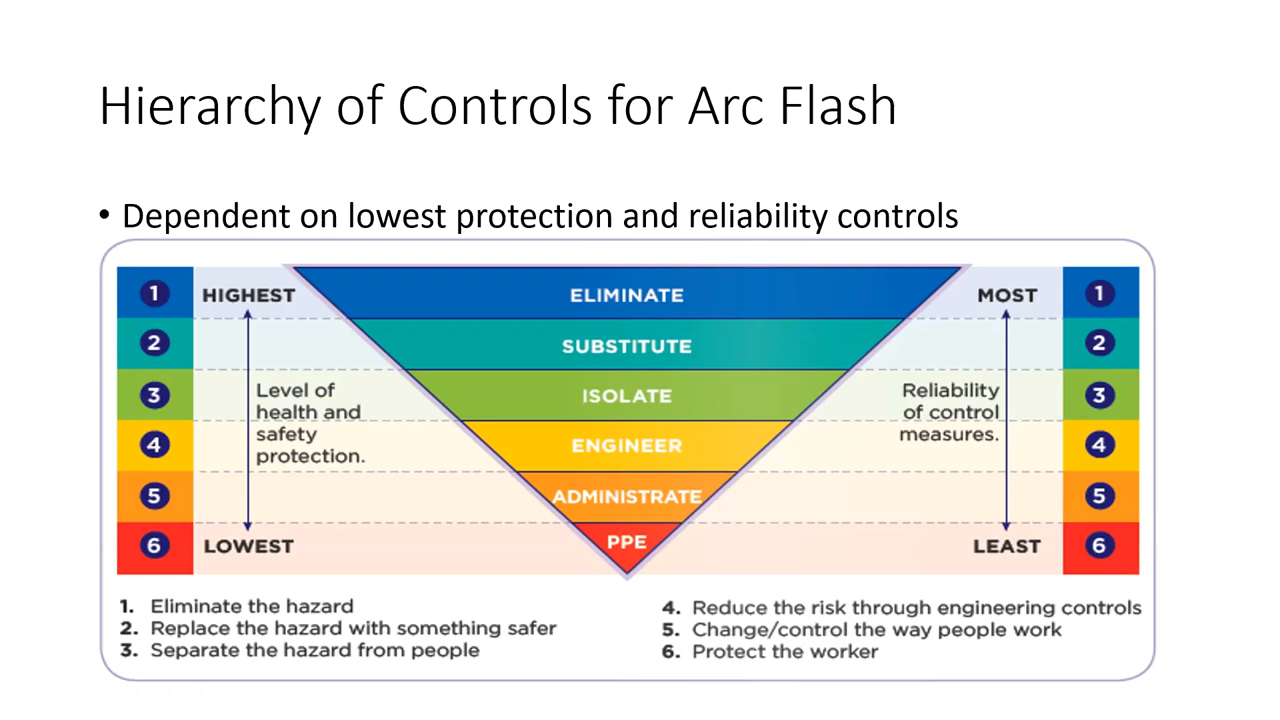 Hierarchy of Controls for Arc Flash
• Dependent on lowest protection and reliability controls
1 HIGHEST ELIMINATE MOST 1
2 SUBSTITUTE 2
Level of
health and
safety
protection.
3 ISOLATE 3
Reliability
of control
measures.
4 ENGINEER 4
5 ADMINISTRATE 5
6 LOWEST PPE LEAST 6
1. Eliminate the hazard
2. Replace the hazard with something safer
3. Separate the hazard from people
4. Reduce the risk through engineering controls
5. Change/control the way people work
6. Protect the worker